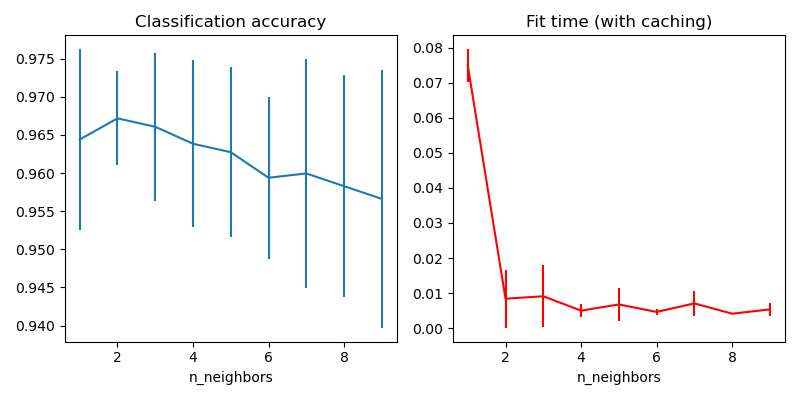 Classification accuracy
0.975
0.970
0.965
0.960
0.955
0.950
0.945
0.940
2 4 6 8
n_neighbors
Fit time (with caching)
0.08
0.07
0.06
0.05
0.04
0.03
0.02
0.01
0.00
2 4 6 8
n_neighbors